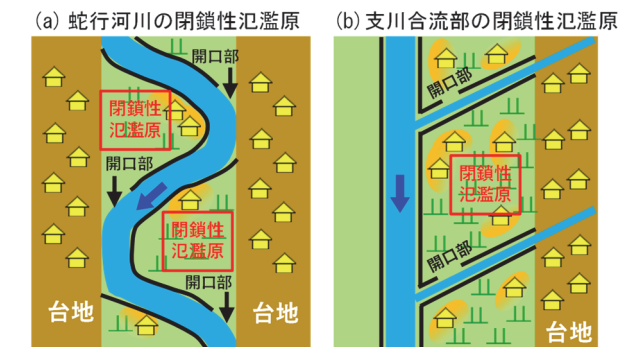 (a) 蛇行河川の閉鎖性氾濫原
開口部
閉鎖性
氾濫原
開口部
閉鎖性
氾濫原
開口部
台地
台地
(b) 支川合流部の閉鎖性氾濫原
開口部
閉鎖性
氾濫原
開口部
台地